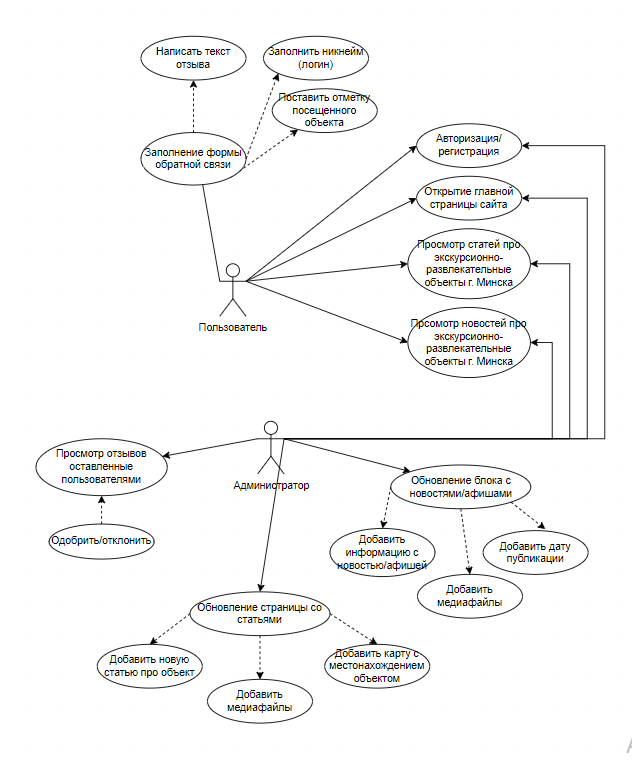 Написать текст
отзыва
Заполнить никнейм
(логин)
Поставить отметку
посещенного
объекта
Заполнение формы
обратной связи
Авторизация/
регистрация
Открытие главной
страницы сайта
Просмотр статей про
экскурсионно-
развлекательные
объекты г. Минска
Прсомотр новостей про
экскурсионно-
развлекательные
объекты г. Минска
Пользователь
Просмотр отзывов
оставленные
пользователями
Администратор
Обновление блока с
новостями/афишами
Одобрить/отклонить
Добавить
информацию с
новостью/афишей
Добавить дату
публикации
Добавить
медиафайлы
Обновление страницы со
статьями
Добавить новую
статью про объект
Добавить карту с
местонахождением
объектом
Добавить
медиафайлы